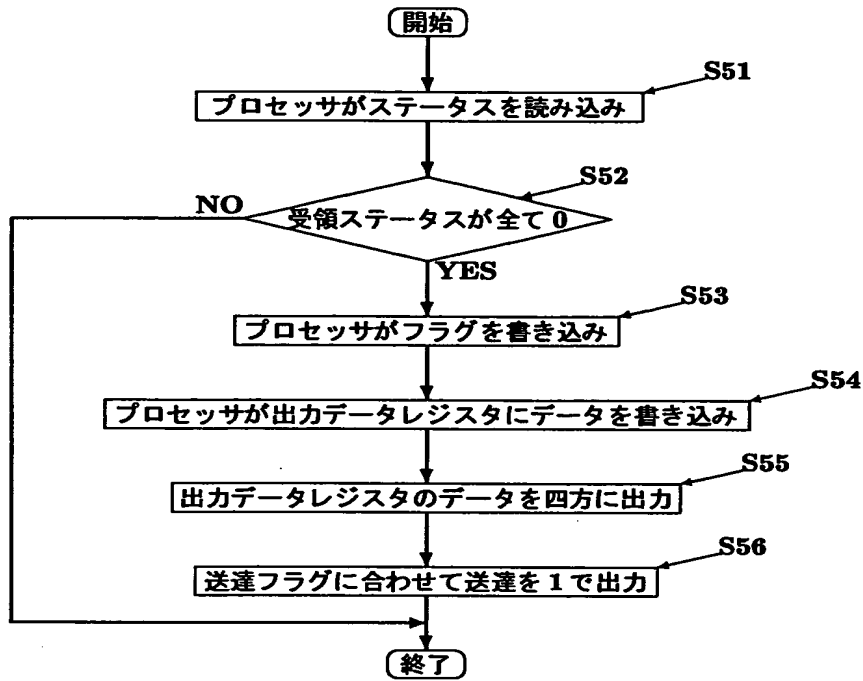 開始
S51
プロセッサがステータスを読み込み
S52
NO
受領ステータスが全て 0
YES
S53
プロセッサがフラグを書き込み
S54
プロセッサが出力データレジスタにデータを書き込み
S55
出力データレジスタのデータを四方に出力
S56
送達フラグに合わせて送達を 1 で出力
終了